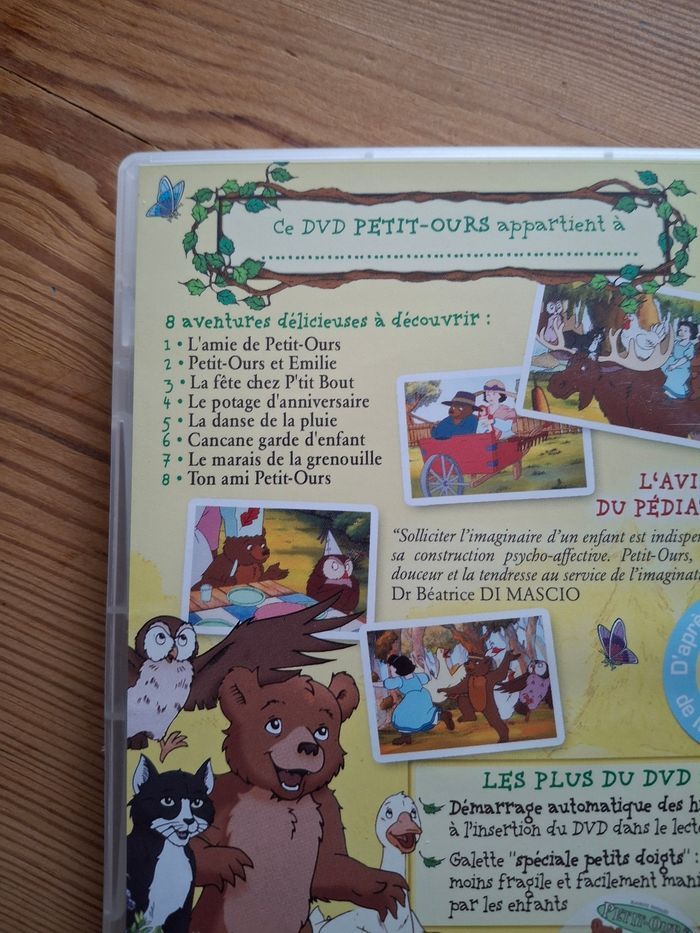 Ce DVD PETIT-OURS appartient à
8 aventures délicieuses à découvrir :
1 • L'amie de Petit-Ours
2 • Petit-Ours et Emilie
3 • La fête chez P'tit Bout
4 • Le potage d'anniversaire
5 • La danse de la pluie
6 • Cancane garde d'enfant
7 • Le marais de la grenouille
8 • Ton ami Petit-Ours
L'AVI
DU PÉDIA
"Solliciter l'imaginaire d'un enfant est indispen
sa construction psycho-affective. Petit-Ours,
douceur et la tendresse au service de l'imaginat
Dr Béatrice DI MASCIO
D'aprè
de
LES PLUS DU DVD
Démarrage automatique des hi
à l'insertion du DVD dans le lecte
Galette "spéciale petits doigts" :
moins fragile et facilement mani
par les enfants
PETIT-OU